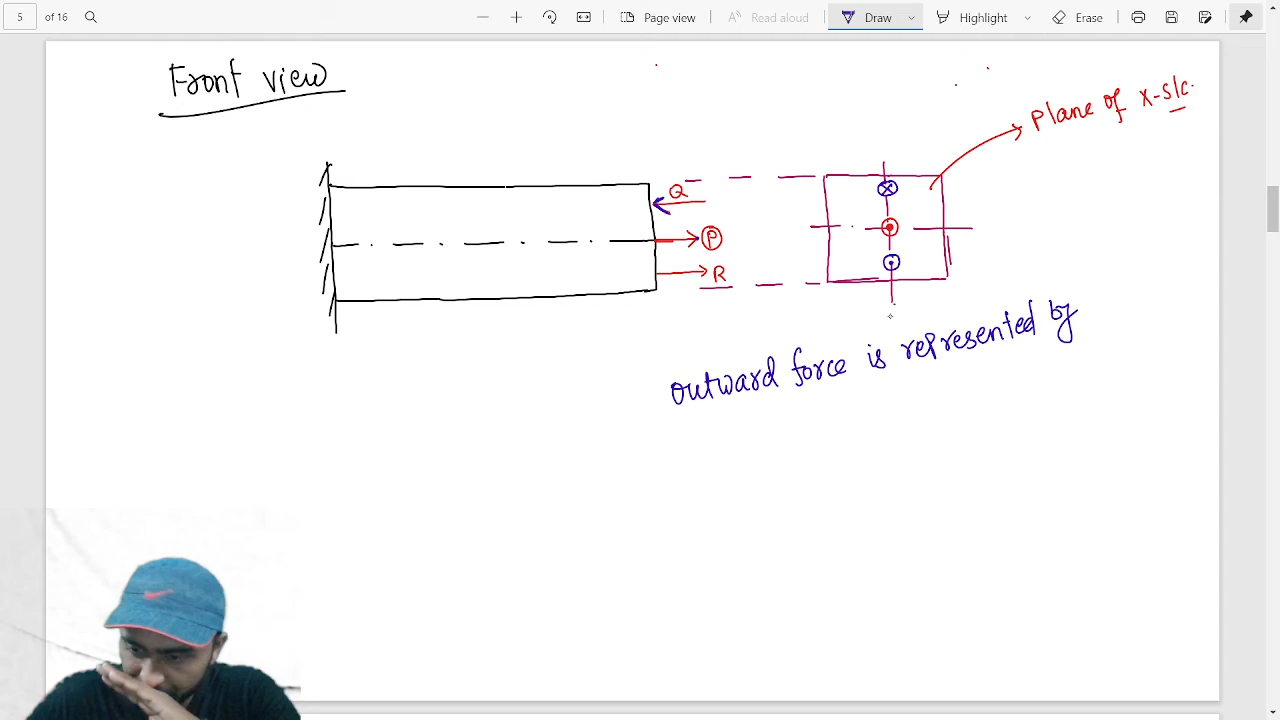 5 of 16
Page view
Read aloud
Draw
Highlight
Erase
Front view
Plane of x-s/c.
Q
P
R
outward force is represented by